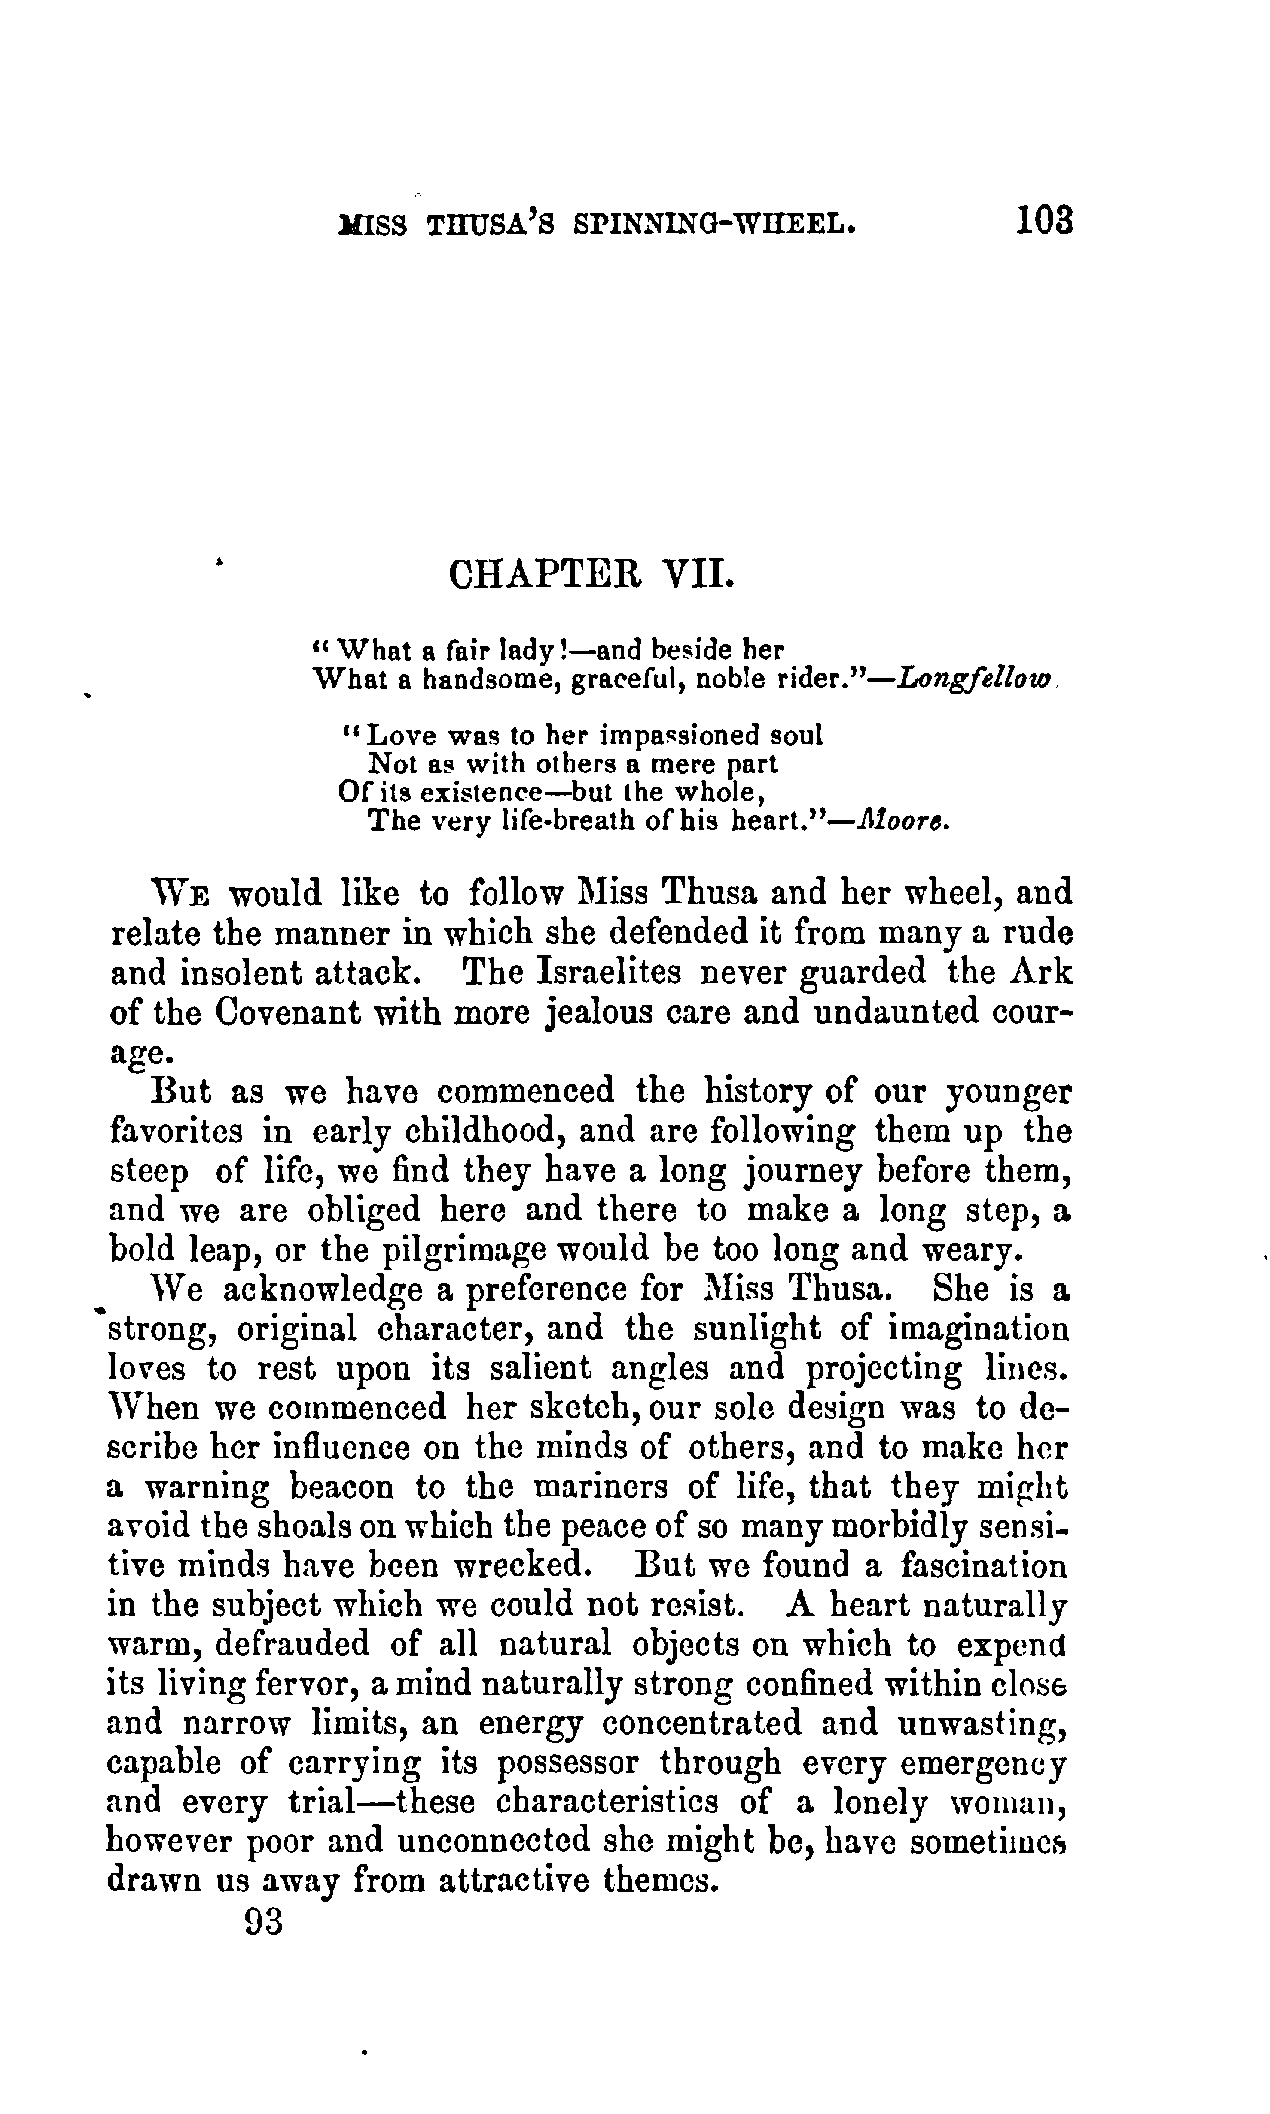 MISS THUSA'S SPINNING-WHEEL. 103
CHAPTER VII.
"What a fair lady!—and beside her
What a handsome, graceful, noble rider."—Longfellow.
"Love was to her impassioned soul
Not as with others a mere part
Of its existence—but the whole,
The very life-breath of his heart."—Moore.
WE would like to follow Miss Thusa and her wheel, and
relate the manner in which she defended it from many a rude
and insolent attack. The Israelites never guarded the Ark
of the Covenant with more jealous care and undaunted cour-
age.
But as we have commenced the history of our younger
favorites in early childhood, and are following them up the
steep of life, we find they have a long journey before them,
and we are obliged here and there to make a long step, a
bold leap, or the pilgrimage would be too long and weary.
We acknowledge a preference for Miss Thusa. She is a
strong, original character, and the sunlight of imagination
loves to rest upon its salient angles and projecting lines.
When we commenced her sketch, our sole design was to de-
scribe her influence on the minds of others, and to make her
a warning beacon to the mariners of life, that they might
avoid the shoals on which the peace of so many morbidly sensi-
tive minds have been wrecked. But we found a fascination
in the subject which we could not resist. A heart naturally
warm, defrauded of all natural objects on which to expend
its living fervor, a mind naturally strong confined within close
and narrow limits, an energy concentrated and unwasting,
capable of carrying its possessor through every emergency
and every trial—these characteristics of a lonely woman,
however poor and unconnected she might be, have sometimes
drawn us away from attractive themes.
93